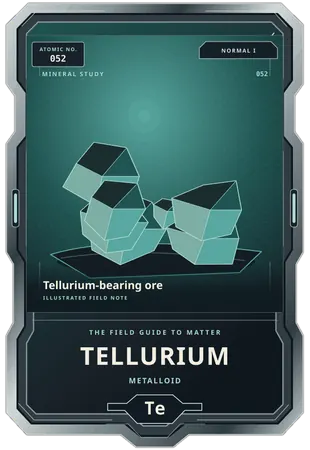 ATOMIC NO.
052
NORMAL I
MINERAL STUDY
052
Tellurium-bearing ore
ILLUSTRATED FIELD NOTE
THE FIELD GUIDE TO MATTER
TELLURIUM
METALLOID
Te